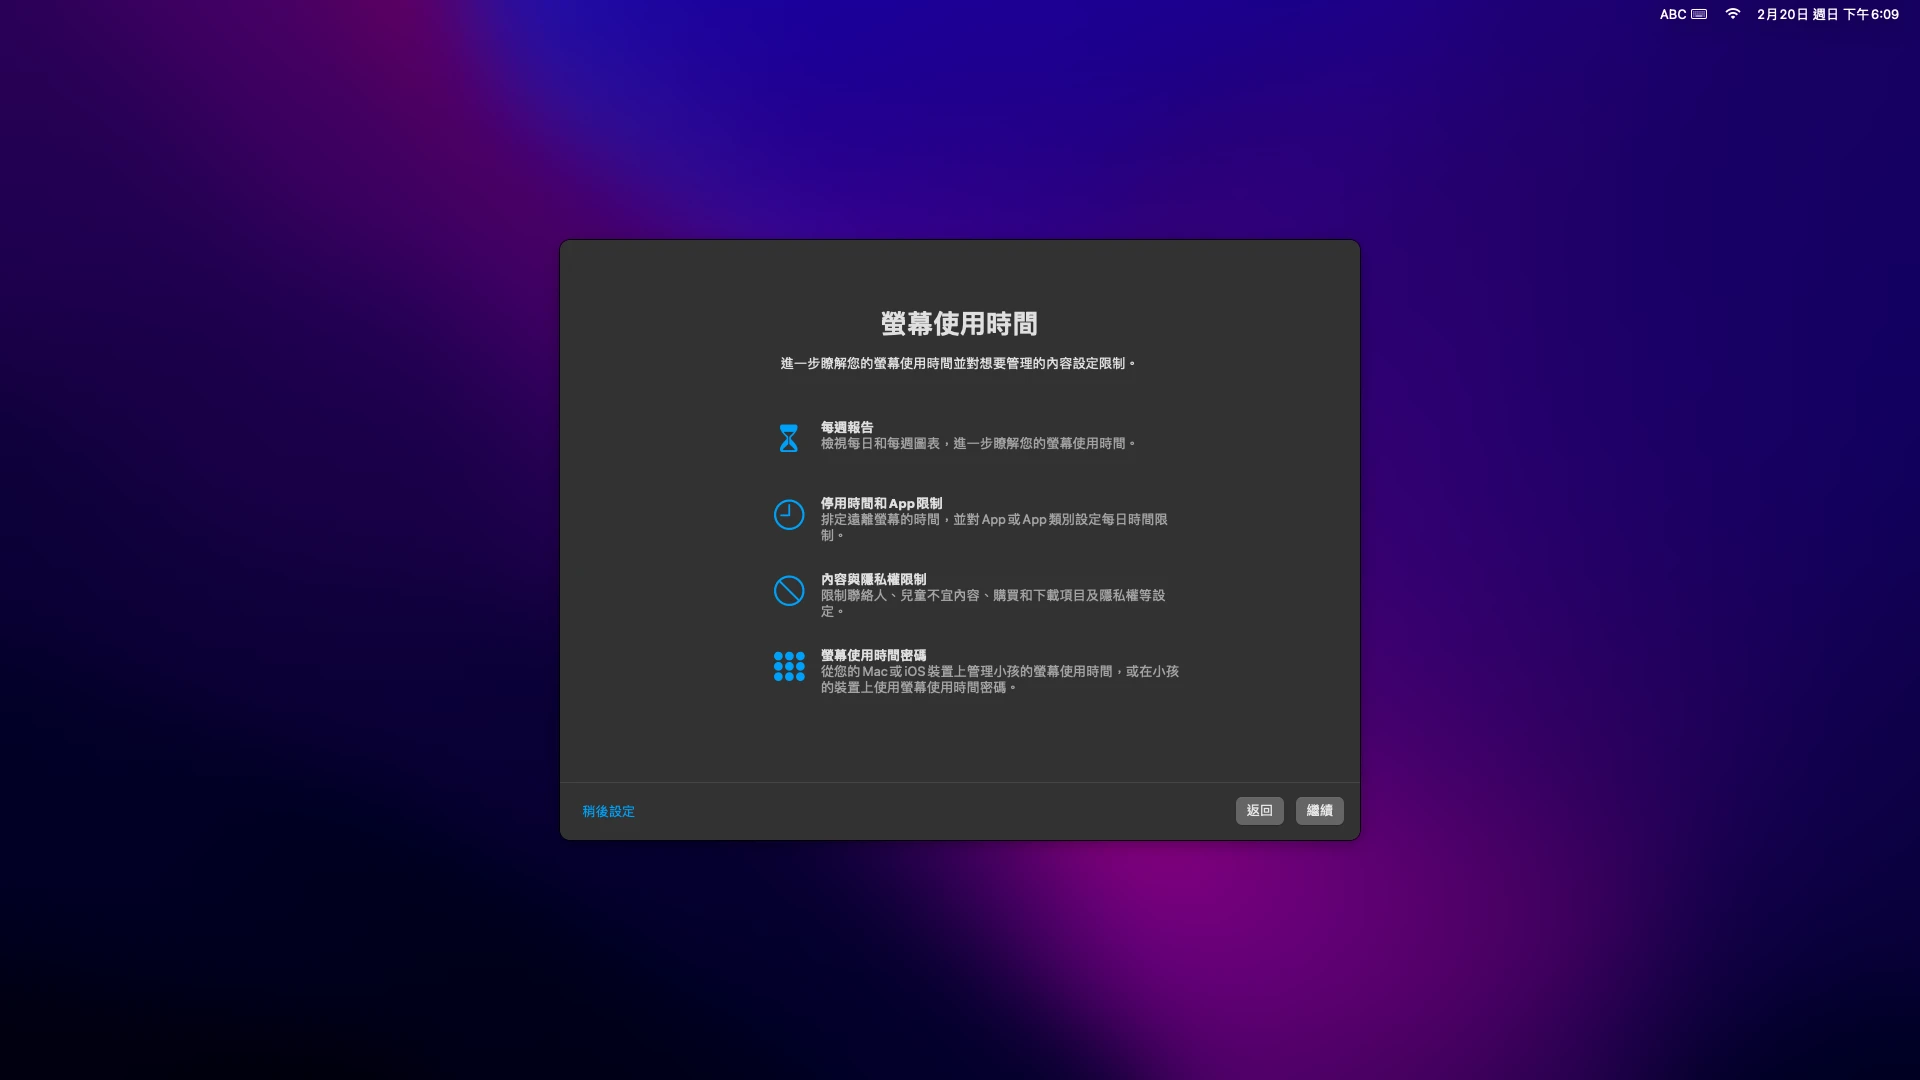 ABC 2月20日 週日 下午6:09
螢幕使用時間
進一步瞭解您的螢幕使用時間並對想要管理的內容設定限制。
每週報告
檢視每日和每週圖表，進一步瞭解您的螢幕使用時間。
停用時間和App限制
排定遠離螢幕的時間，並對App或App類別設定每日時間限
制。
內容與隱私權限制
限制聯絡人、兒童不宜內容、購買和下載項目及隱私權等設
定。
螢幕使用時間密碼
從您的Mac或iOS裝置上管理小孩的螢幕使用時間，或在小孩
的裝置上使用螢幕使用時間密碼。
稍後設定
返回
繼續